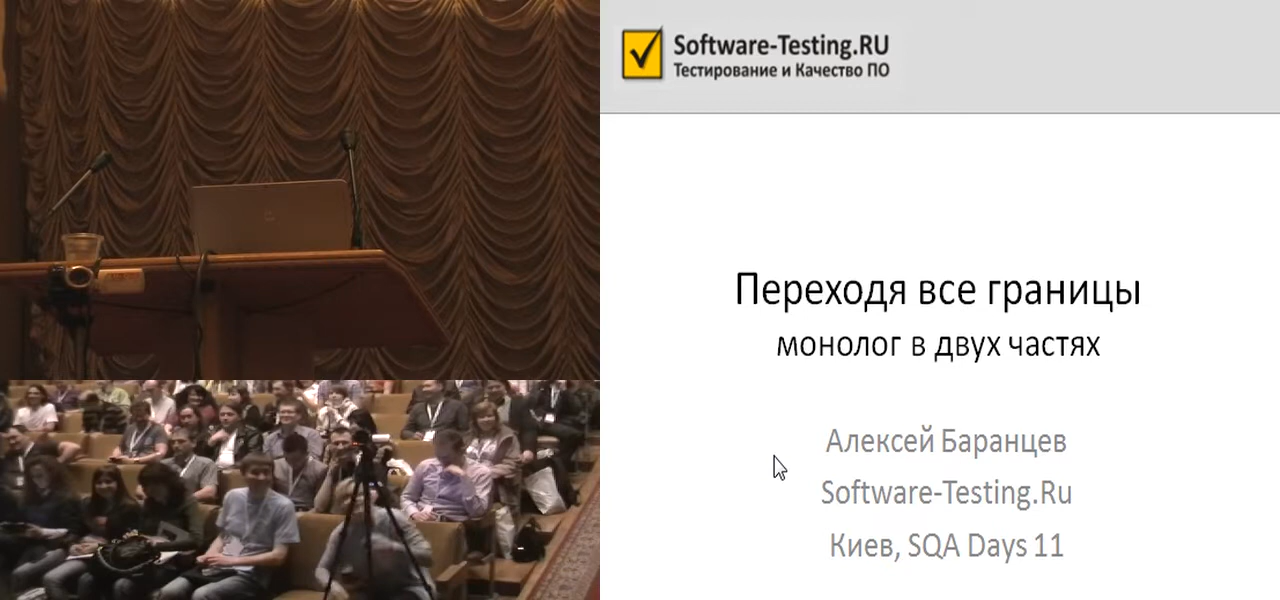 Software-Testing.RU
Тестирование и Качество ПО
Переходя все границы
монолог в двух частях
Алексей Баранцев
Software-Testing.Ru
Киев, SQA Days 11